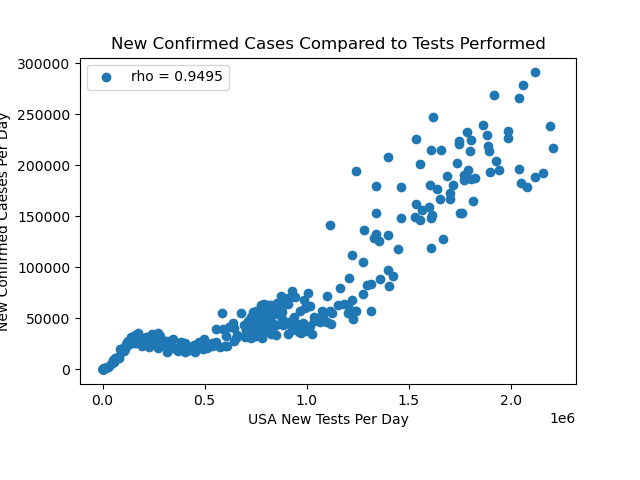 New Confirmed Cases Compared to Tests Performed
rho = 0.9495
300000
250000
200000
150000
100000
50000
0
New Confirmed Caeses Per Day
0.0 0.5 1.0 1.5 2.0
1e6
USA New Tests Per Day